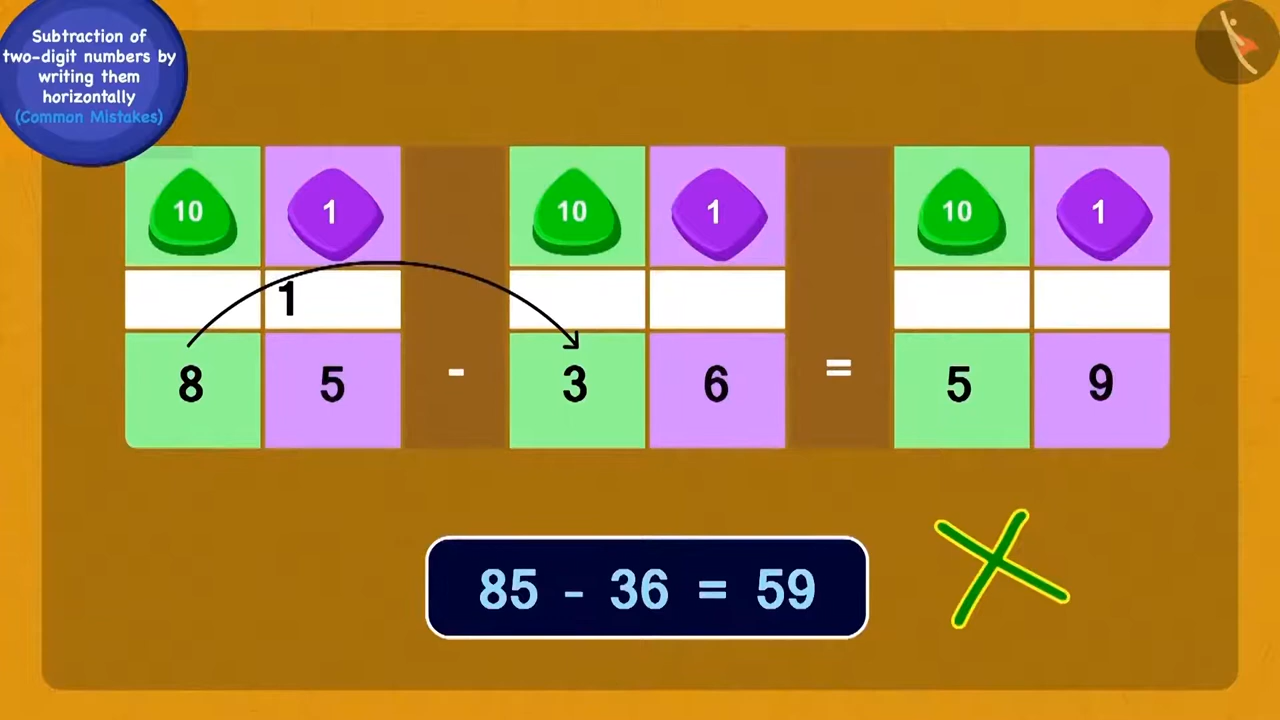 Subtraction of
two-digit numbers by
writing them
horizontally
(Common Mistakes)
10 1 10 1 10 1
1
8 5 - 3 6 = 5 9
85 - 36 = 59